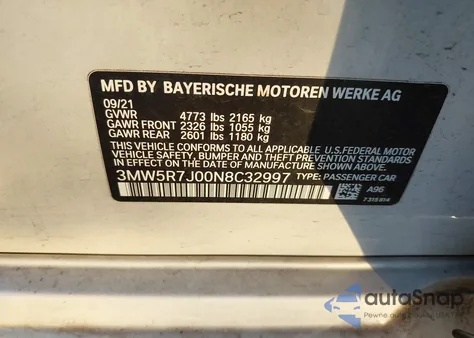 MFD BY BAYERISCHE MOTOREN WERKE AG
09/21
GVWR 4773 lbs 2165 kg
GAWR FRONT 2326 lbs 1055 kg
GAWR REAR 2601 lbs 1180 kg
THIS VEHICLE CONFORMS TO ALL APPLICABLE U.S.FEDERAL MOTOR
VEHICLE SAFETY, BUMPER, AND THEFT PREVENTION STANDARDS
IN EFFECT ON THE DATE OF MANUFACTURE SHOWN ABOVE.
3MW5R7J00N8C32997 TYPE: PASSENGER CAR
A96
7315814
autoSnap